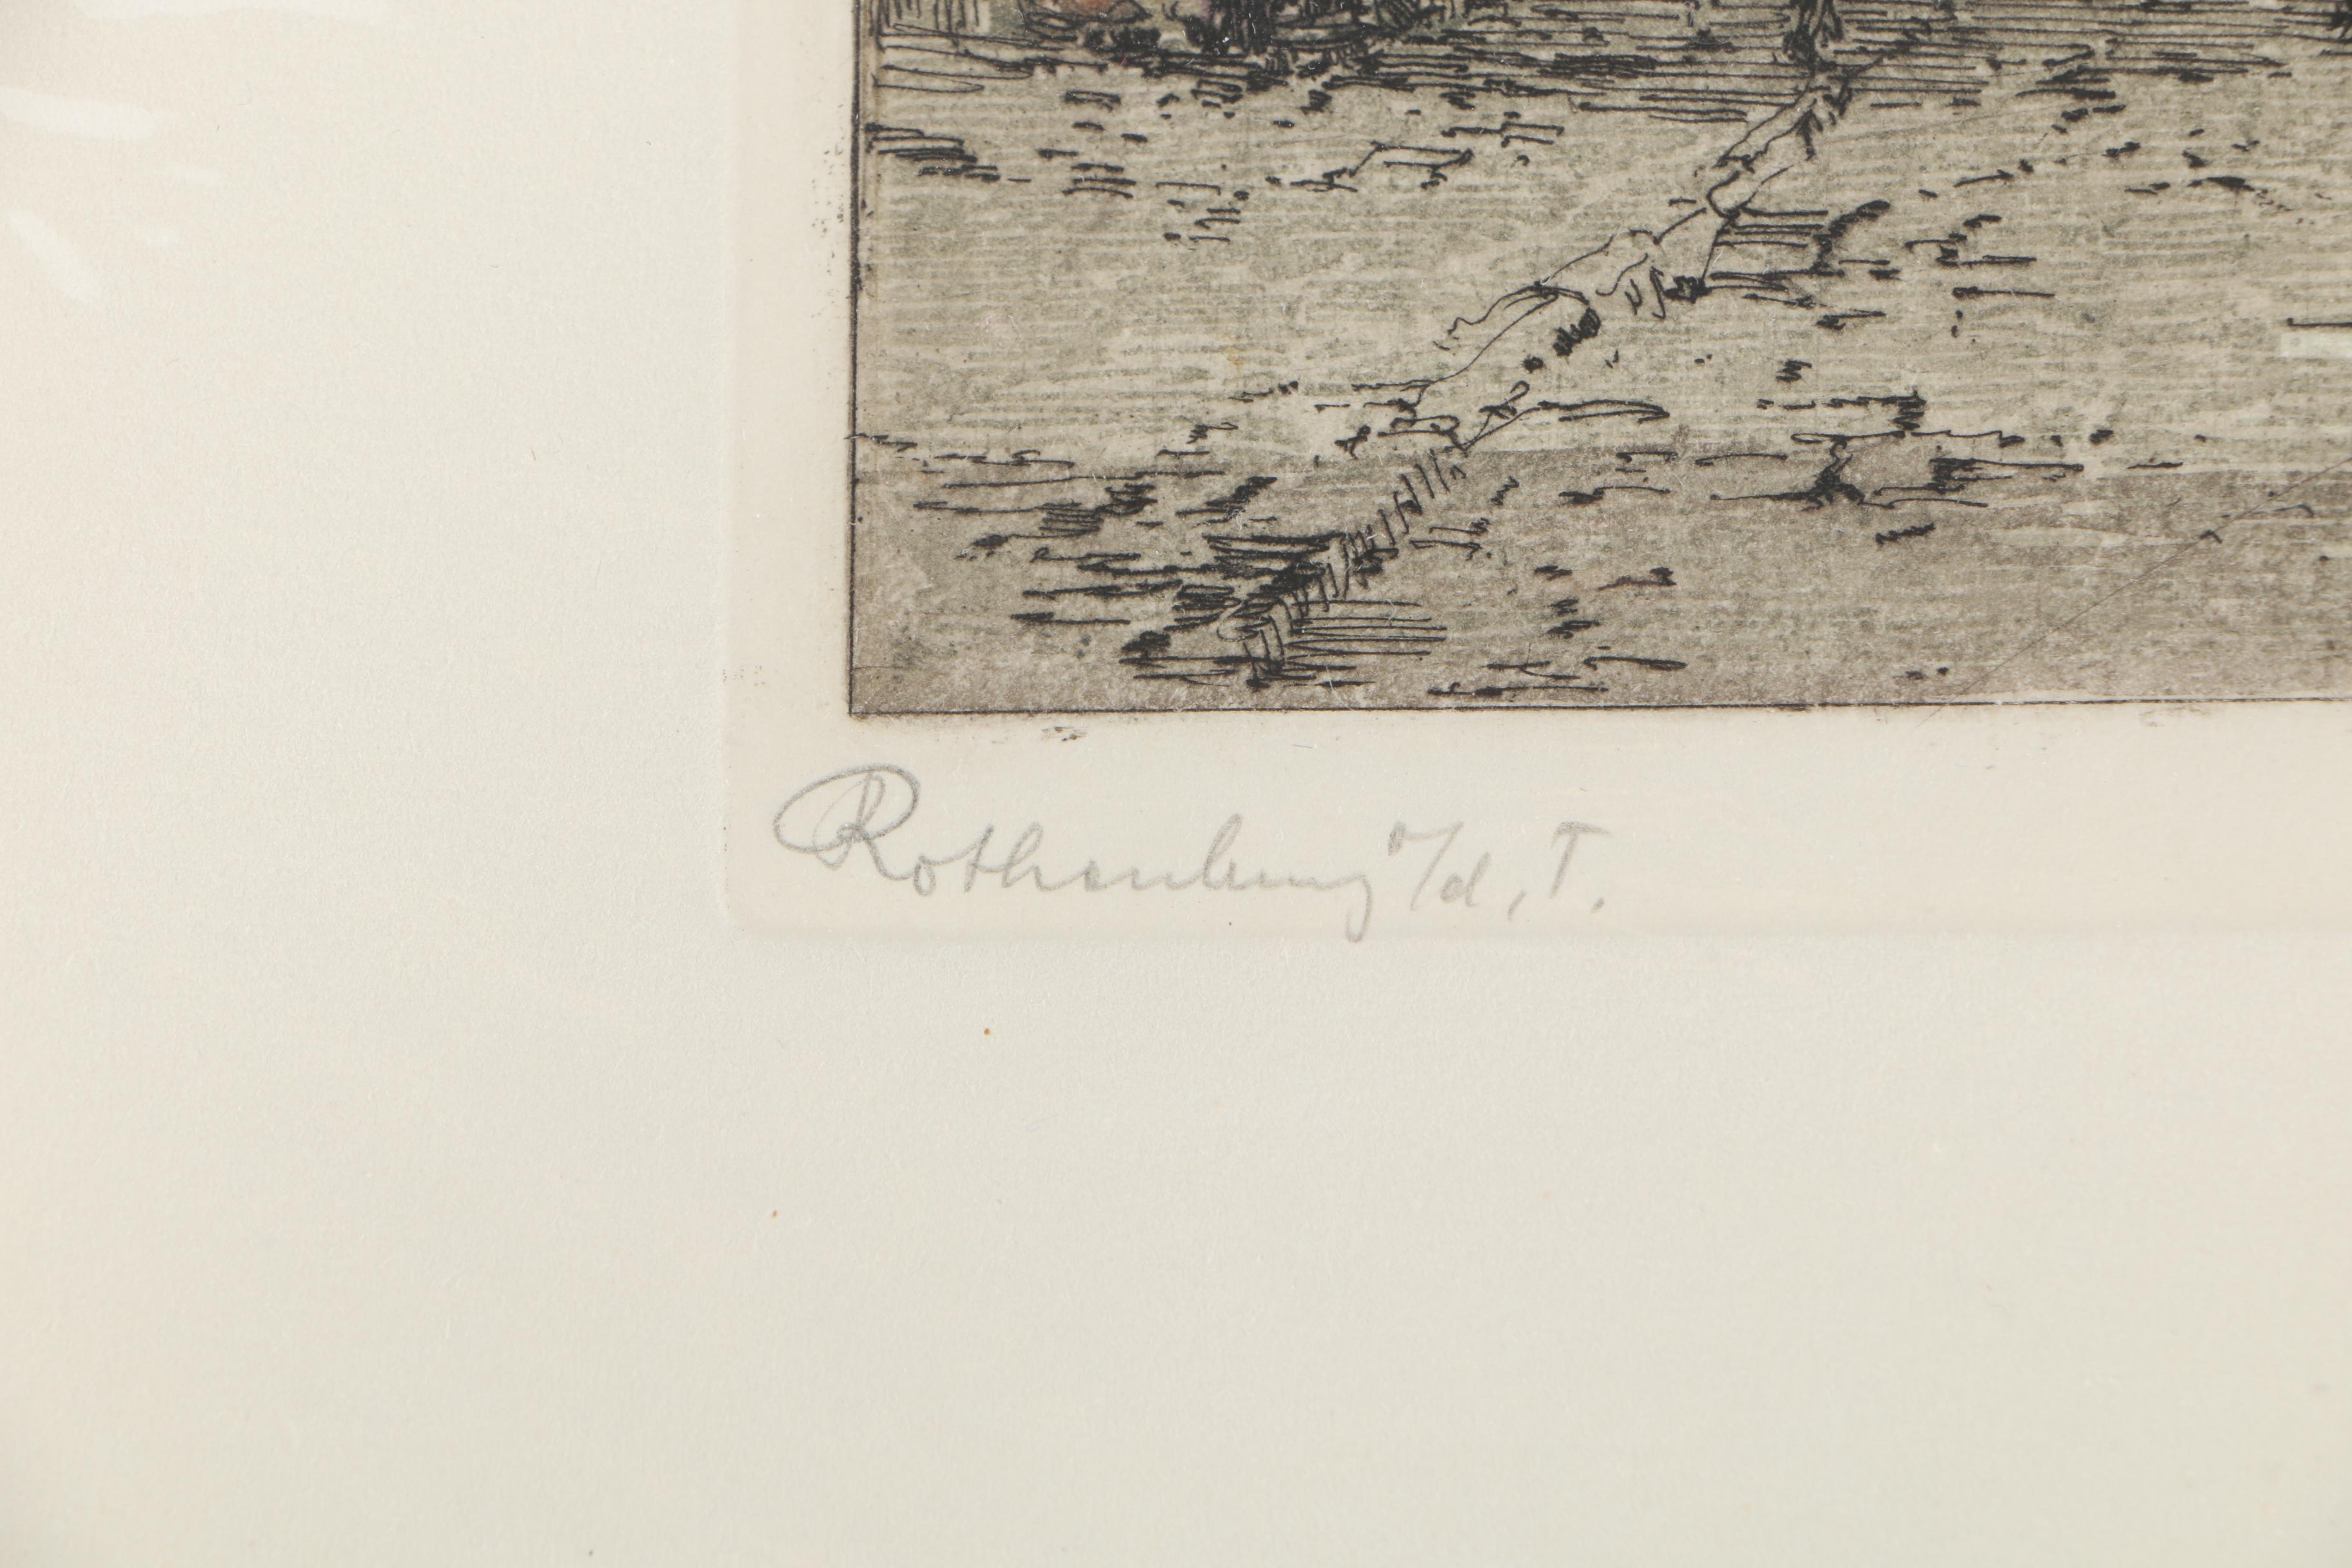 Rothenburg o/d, T.